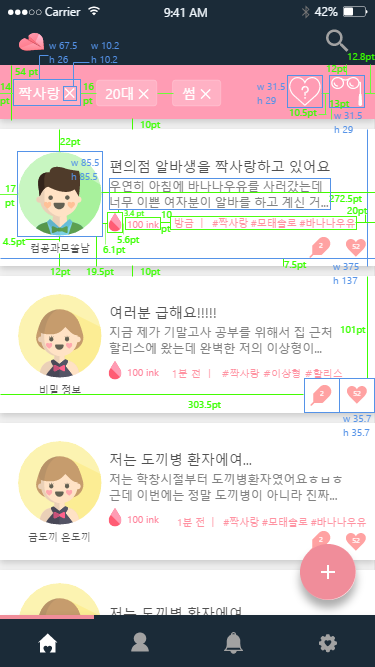 Carrier 9:41 AM 42%
w 67.5
h 26
w 10.2
h 10.2
12.8pt
54 pt
12pt
14 pt
짝사랑 ×
16 pt
20대 ×
썸 ×
w 31.5
h 29
?
10.5pt
13pt
w 31.5
h 29
10pt
22pt
w 85.5
h 85.5
편의점 알바생을 짝사랑하고 있어요
우연히 아침에 바나나우유를 사러갔는데
너무 이쁜 여자분이 알바를 하고 계신 거...
272.5pt
17 pt
3.4 pt
100 ink
10 pt
방금 | #짝사랑 #모태솔로 #바나나우유
20pt
4.5pt
컴공과모쏠남
5.6pt
6.1pt
2
52
7.5pt
12pt
19.5pt
10pt
w 375
h 137
여러분 급해요!!!!!
지금 제가 기말고사 공부를 위해서 집 근처
할리스에 왔는데 완벽한 저의 이상형이...
101pt
100 ink
1분 전 | #짝사랑 #이상형 #할리스
비밀 정보
2
52
303.5pt
w 35.7
h 35.7
저는 도끼병 환자에여...
저는 학창시절부터 도끼병환자였어요ㅎㅂㅎ
근데 이번에는 정말 도끼병이 아니라 진짜...
100 ink
1분 전 | #짝사랑 #모태솔로 #바나나우유
금도끼 은도끼
2
52
+
저는 도끼병 환자에여